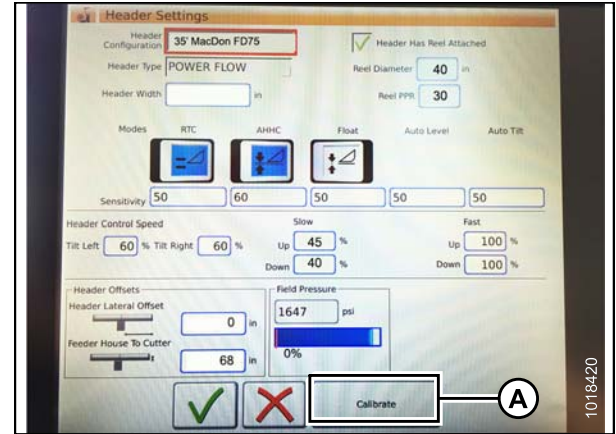 Header Settings
Header Configuration 35' MacDon FD75 Header Has Reel Attached
Header Type POWER FLOW Reel Diameter 40 in
Header Width in Reel PPR 30
Modes RTC AHHC Float Auto Level Auto Tilt
Sensitivity 50 60 50 50 50
Header Control Speed Slow Fast
Tilt Left 60 % Tilt Right 60 % Up 45 % Up 100 %
Down 40 % Down 100 %
Header Offsets Field Pressure
Header Lateral Offset 1647 psi
0 in
Feeder House To Cutter 0%
68 in
Calibrate A
1018420